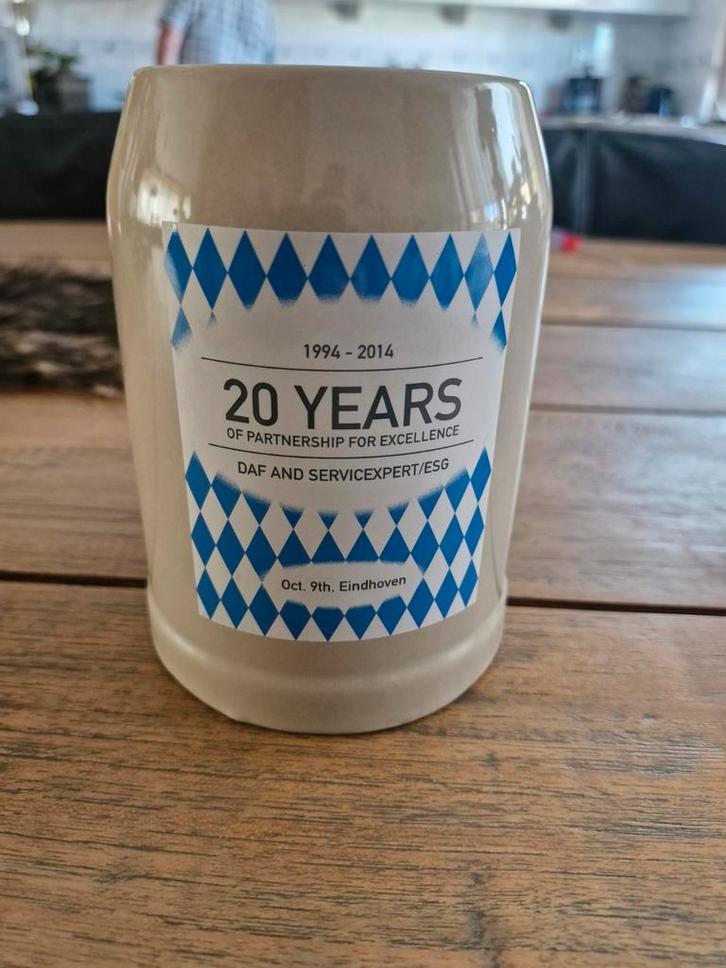 1994 - 2014
20 YEARS
OF PARTNERSHIP FOR EXCELLENCE
DAF AND SERVICEXPERT/ESG
Oct. 9th, Eindhoven